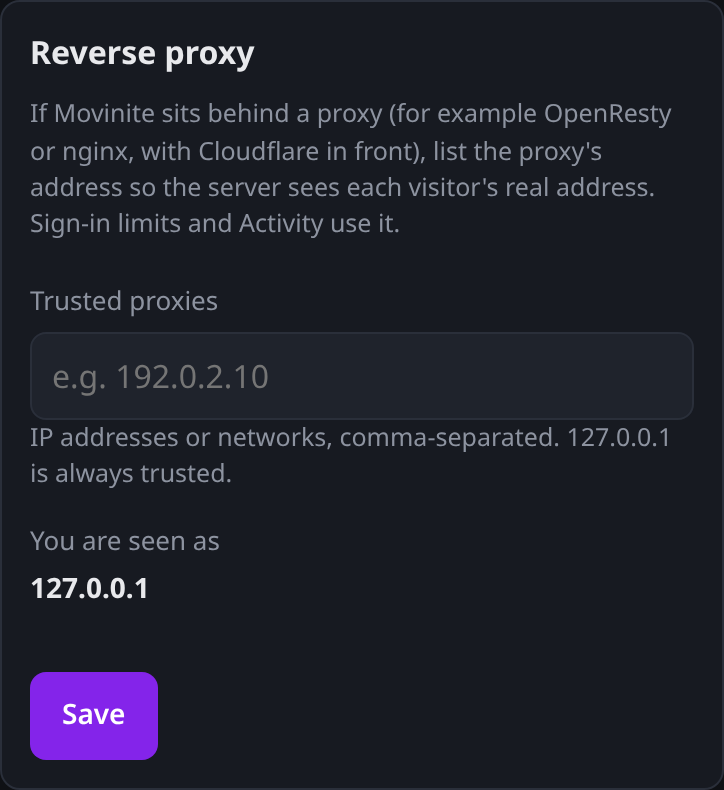 Reverse proxy
If Movinite sits behind a proxy (for example OpenResty
or nginx, with Cloudflare in front), list the proxy's
address so the server sees each visitor's real address.
Sign-in limits and Activity use it.
Trusted proxies
e.g. 192.0.2.10
IP addresses or networks, comma-separated. 127.0.0.1
is always trusted.
You are seen as
127.0.0.1
Save